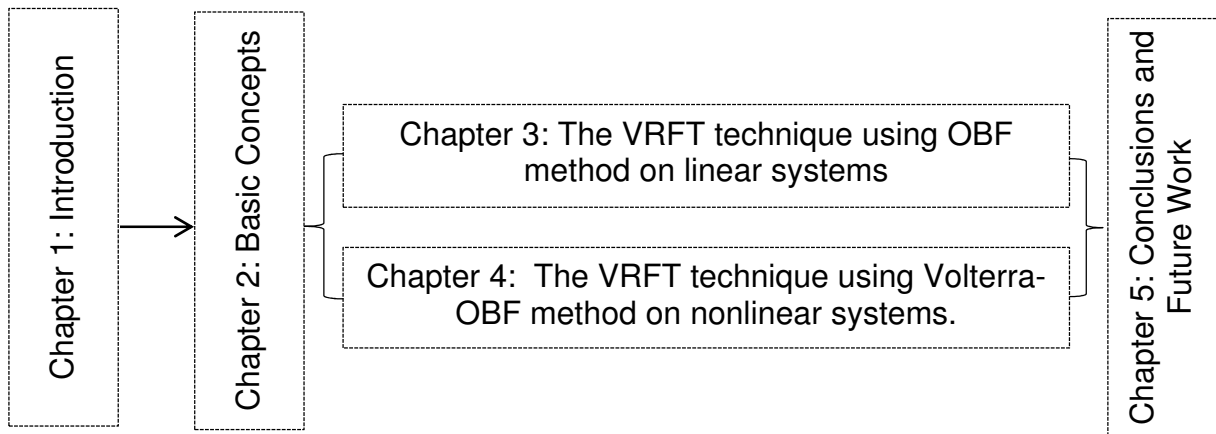 Chapter 1: Introduction
Chapter 2: Basic Concepts
Chapter 3: The VRFT technique using OBF
method on linear systems
Chapter 4:  The VRFT technique using Volterra-
OBF method on nonlinear systems.
Chapter 5: Conclusions and
Future Work